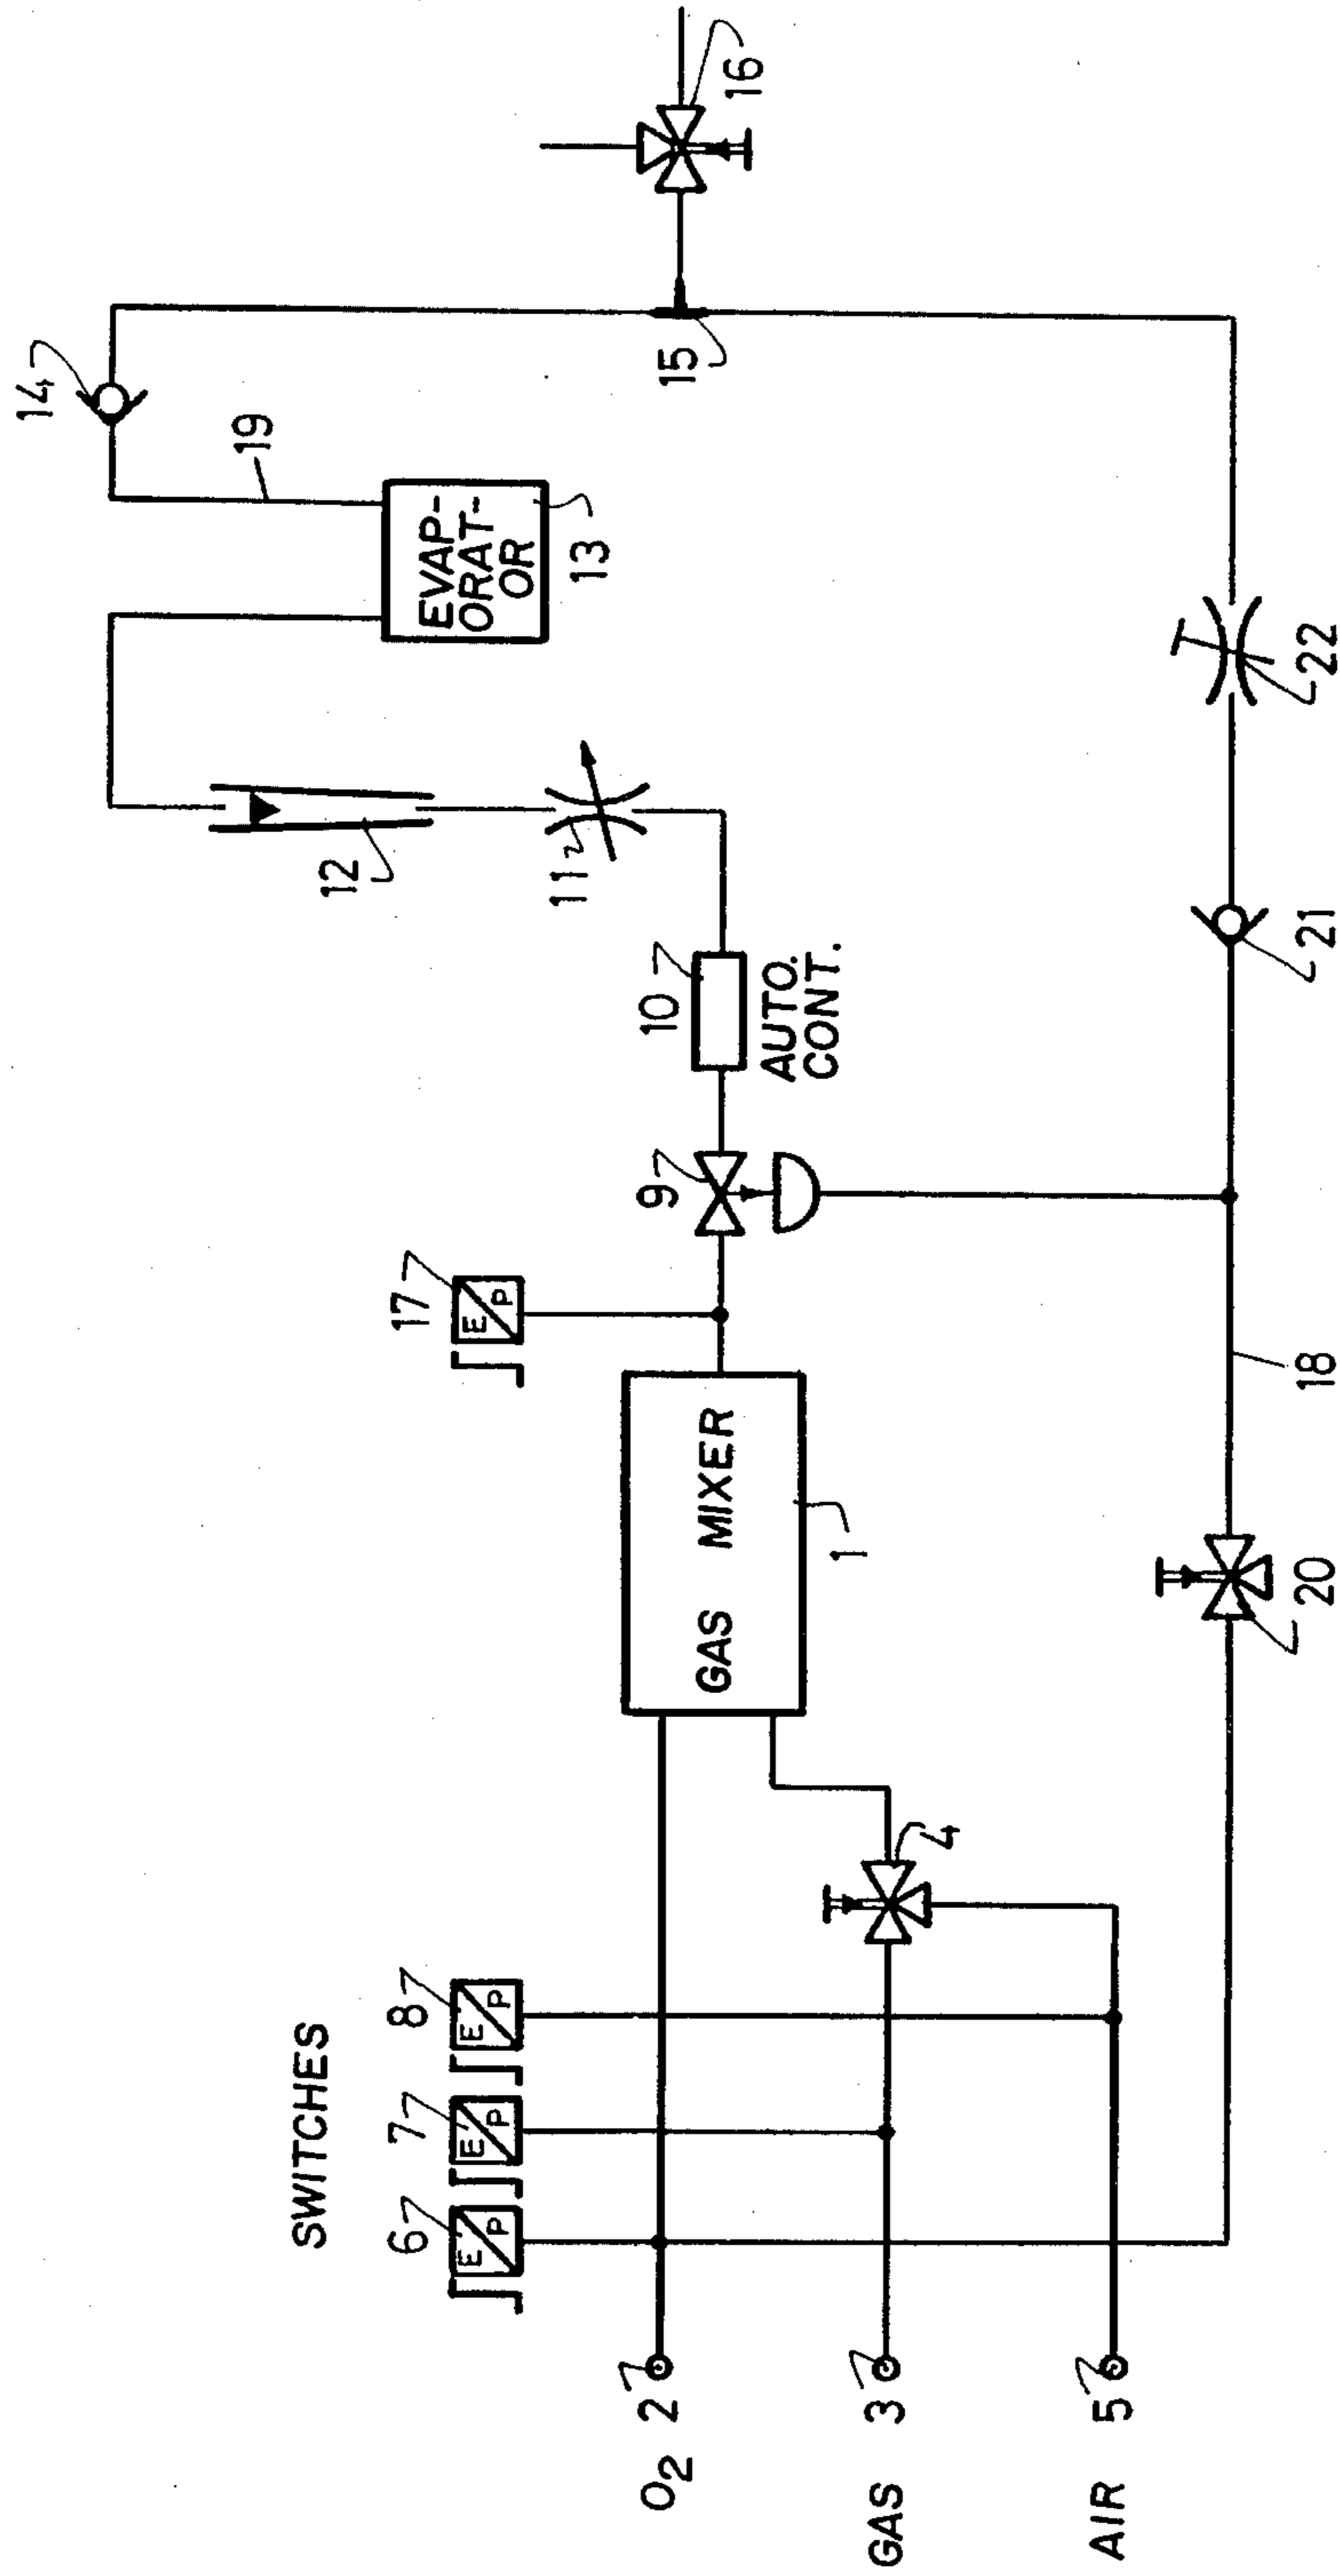 SWITCHES
6
7
8
17
E
P
E
P
E
P
E
P
O2 2
GAS 3
AIR 5
4
GAS MIXER
1
9
10
AUTO.
CONT.
11
12
EVAP-
ORAT-
OR
13
19
14
15
16
20
18
21
22